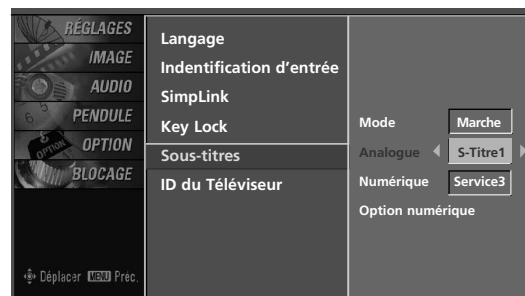 RÉGLAGES
IMAGE
AUDIO
PENDULE
OPTION
BLOCAGE
Déplacer MENU Préc.
Langage
Indentification d'entrée
SimpLink
Key Lock
Sous-titres
ID du Téléviseur
Mode Marche
Analogue S-Titre1
Numérique Service3
Option numérique